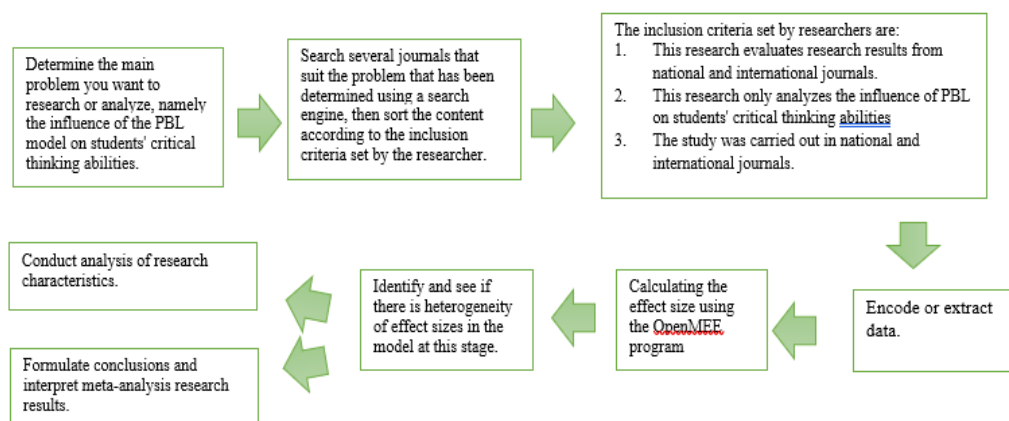 Determine the main
problem you want to
research or analyze, namely
the influence of the PBL
model on students' critical
thinking abilities.
Search several journals that
suit the problem that has been
determined using a search
engine, then sort the content
according to the inclusion
criteria set by the researcher.
The inclusion criteria set by researchers are:
1. This research evaluates research results from
national and international journals.
2. This research only analyzes the influence of PBL
on students' critical thinking abilities
3. The study was carried out in national and
international journals.
Encode or extract
data.
Calculating the
effect size using
the OpenMEE
program
Identify and see if
there is heterogeneity
of effect sizes in the
model at this stage.
Conduct analysis of research
characteristics.
Formulate conclusions and
interpret meta-analysis research
results.